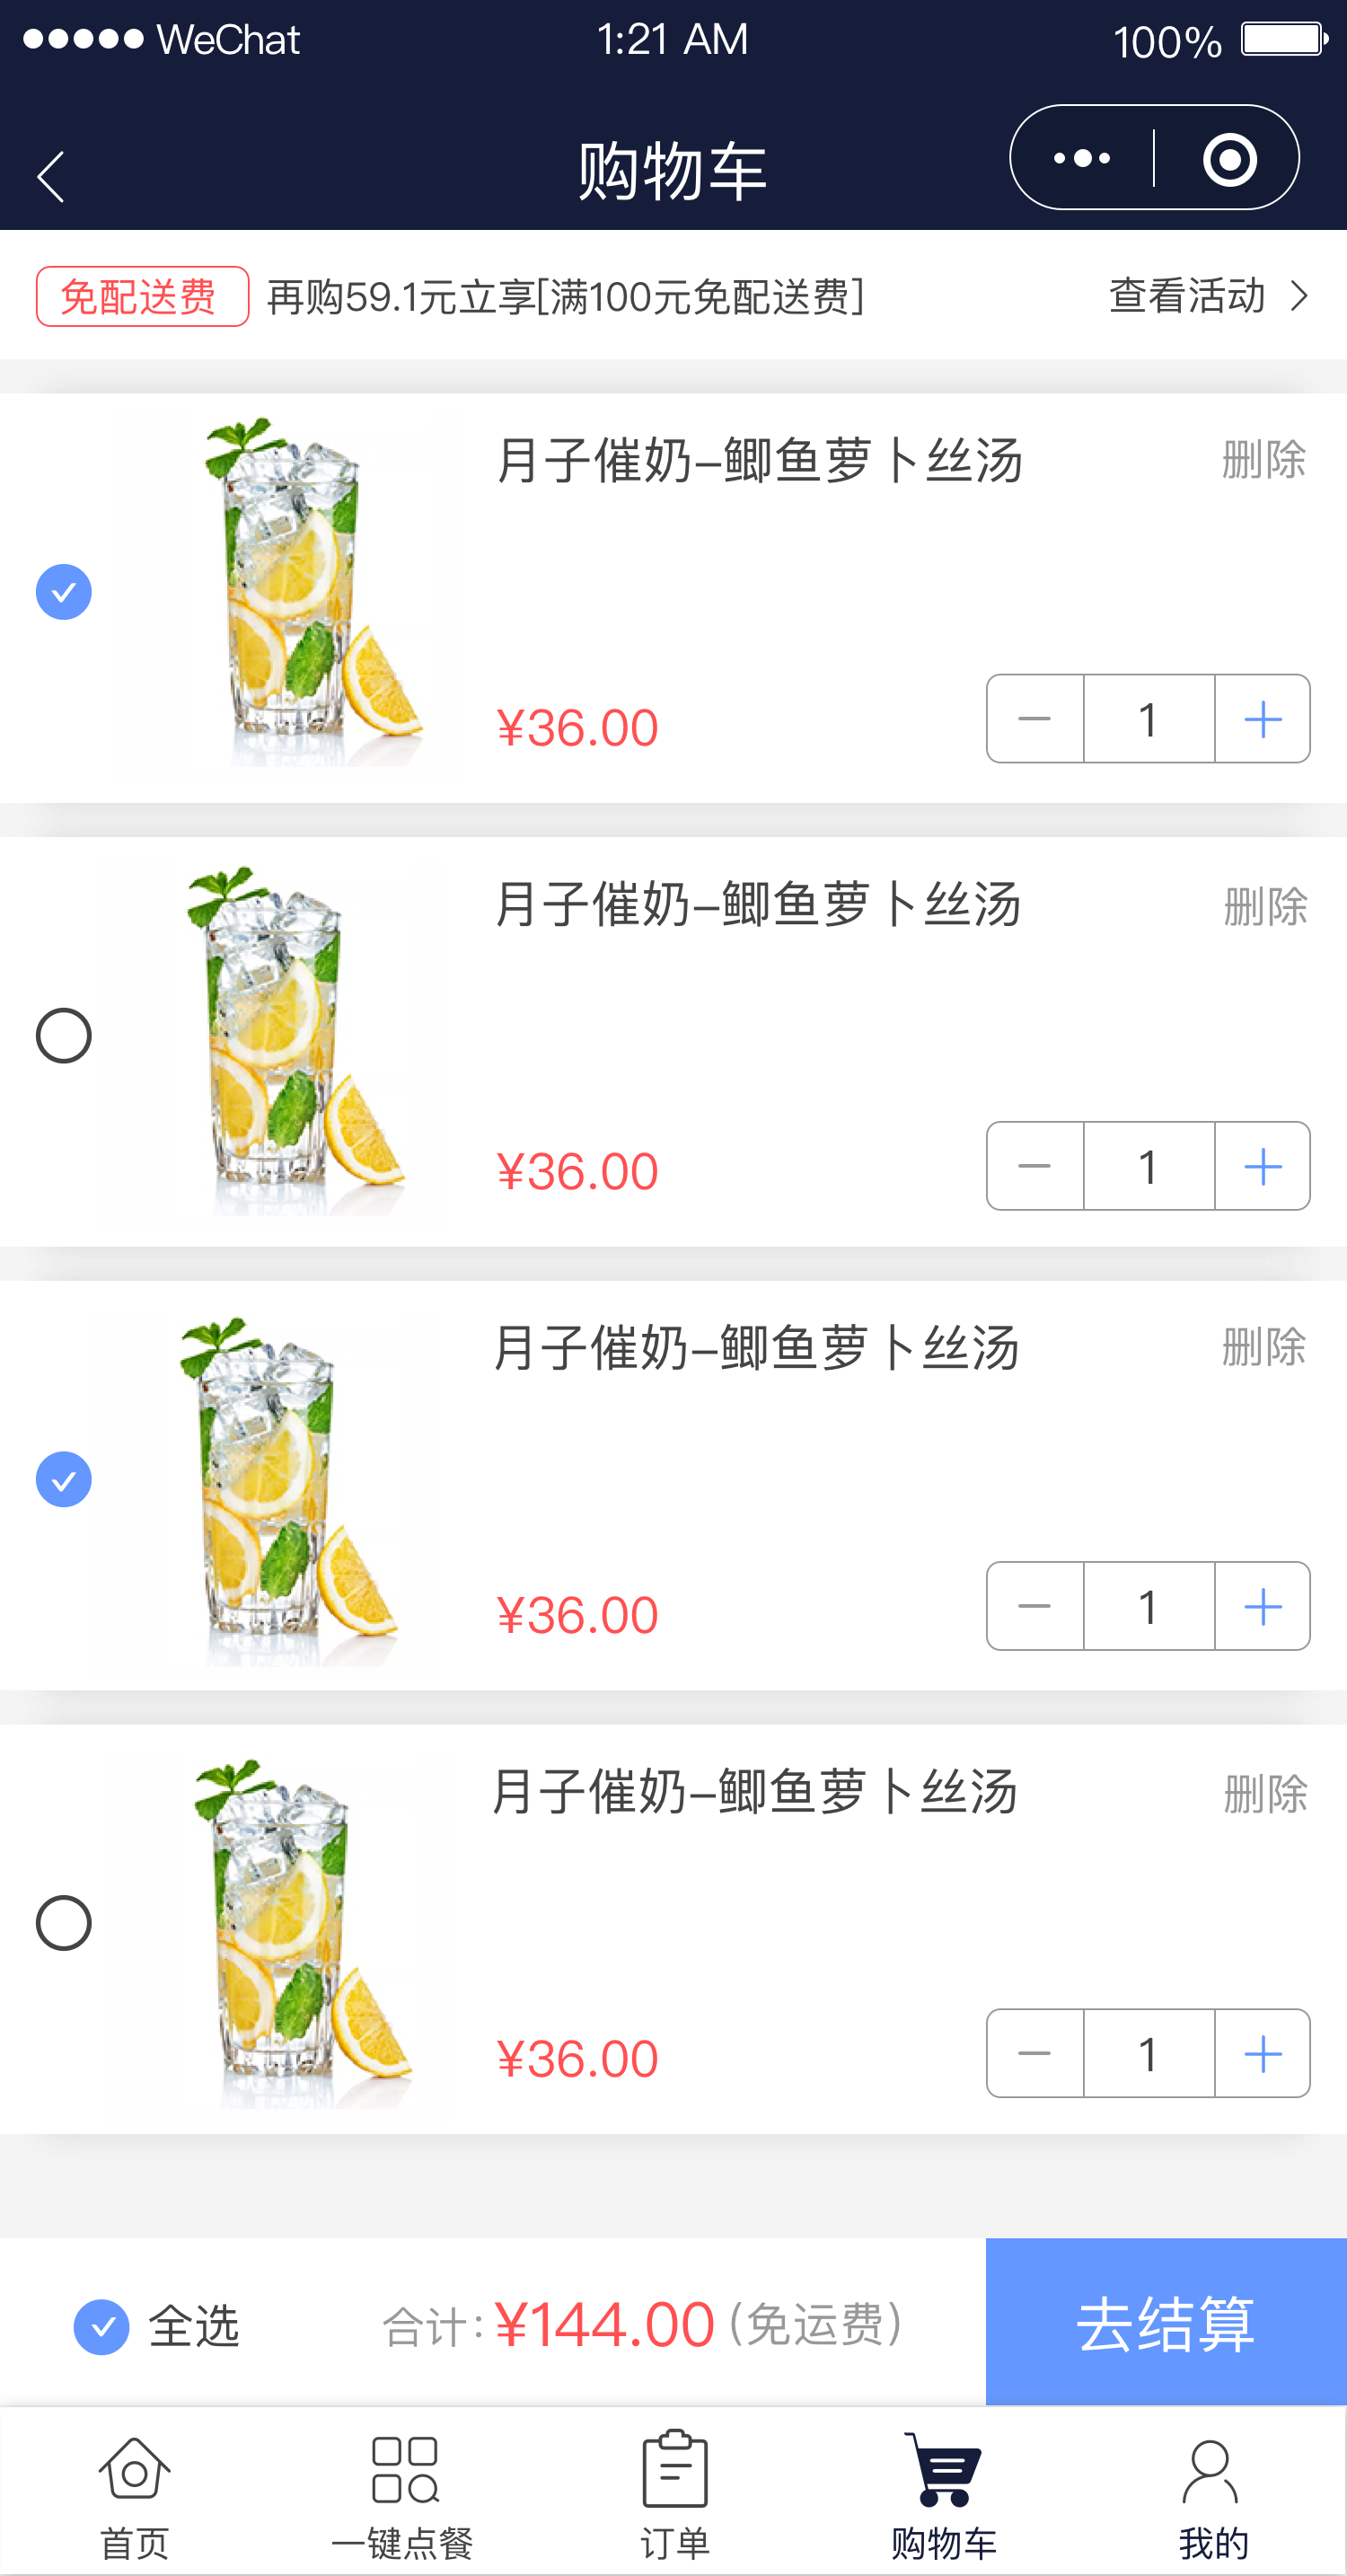 WeChat 1:21 AM 100%
购物车
免配送费 再购59.1元立享[满100元免配送费] 查看活动
月子催奶-鲫鱼萝卜丝汤 删除
¥36.00 1
月子催奶-鲫鱼萝卜丝汤 删除
¥36.00 1
月子催奶-鲫鱼萝卜丝汤 删除
¥36.00 1
月子催奶-鲫鱼萝卜丝汤 删除
¥36.00 1
全选 合计:¥144.00 (免运费) 去结算
首页 一键点餐 订单 购物车 我的